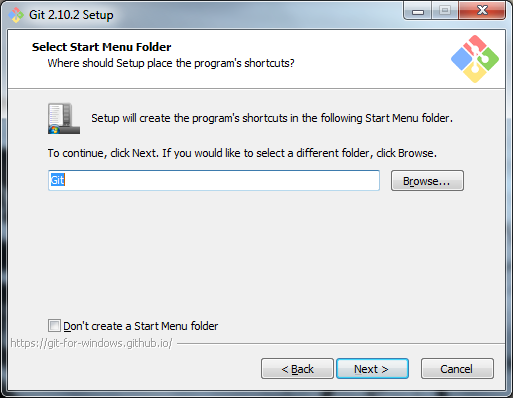 Git 2.10.2 Setup
Select Start Menu Folder
Where should Setup place the program's shortcuts?
Setup will create the program's shortcuts in the following Start Menu folder.
To continue, click Next. If you would like to select a different folder, click Browse.
Git
Browse...
Don't create a Start Menu folder
https://git-for-windows.github.io/
< Back
Next >
Cancel